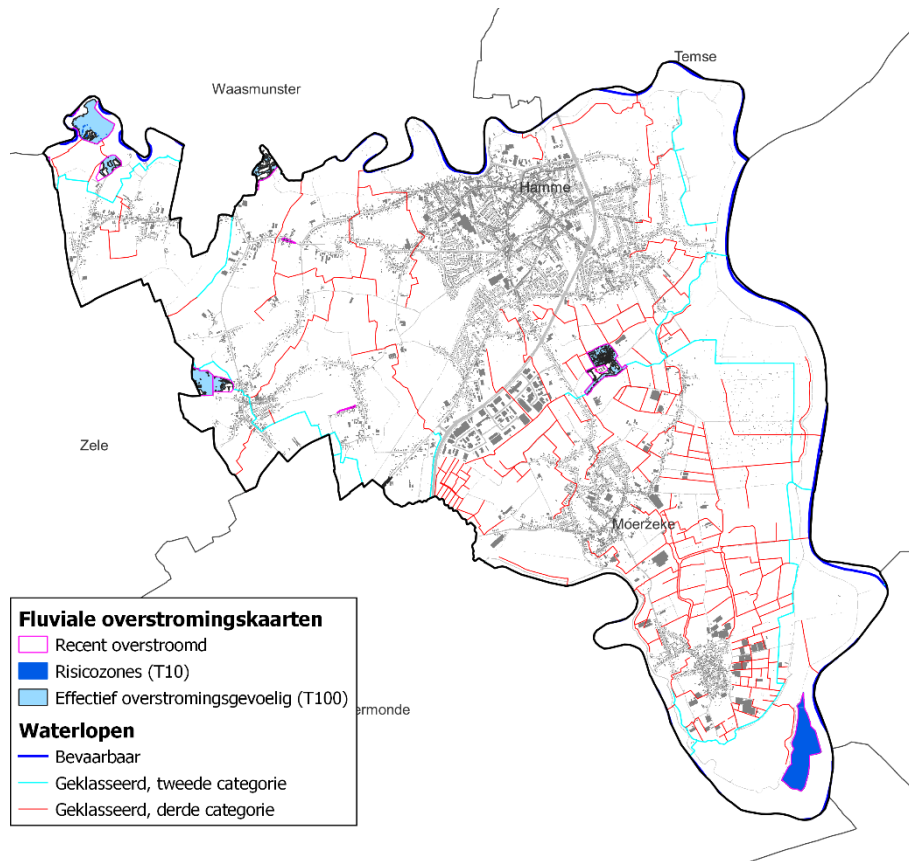 Temse
Waasmunster
Hamme
Zele
Moerzeke
Fluviale overstromingskaarten
Recent overstroomd
Risicozones (T10)
Effectief overstromingsgevoelig (T100)
ermonde
Waterlopen
Bevaarbaar
Geklasseerd, tweede categorie
Geklasseerd, derde categorie